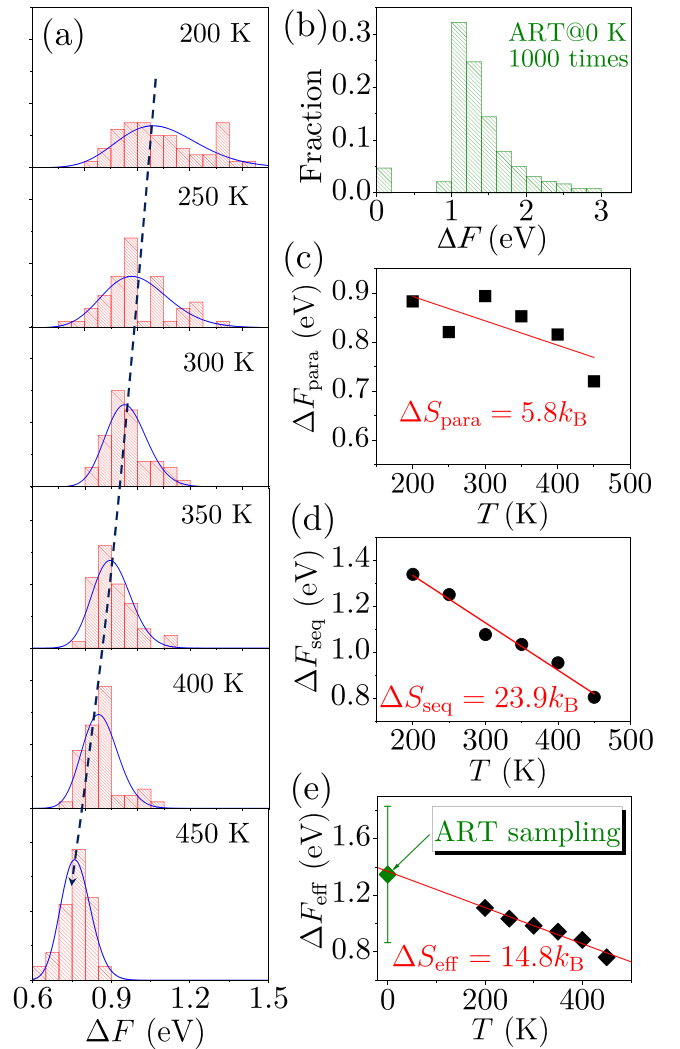 (a)
200 K
250 K
300 K
350 K
400 K
450 K
0.6 0.9 1.2 1.5
ΔF (eV)
(b)
ART@0 K
1000 times
Fraction
0.3
0.2
0.1
0.0
0 1 2 3
ΔF (eV)
(c)
ΔF_para (eV)
0.9
0.8
0.7
0.6
ΔS_para = 5.8k_B
200 300 400 500
T (K)
(d)
ΔF_seq (eV)
1.4
1.2
1.0
0.8
ΔS_seq = 23.9k_B
200 300 400 500
T (K)
(e)
ΔF_eff (eV)
1.6
1.2
0.8
ART sampling
ΔS_eff = 14.8k_B
0 200 400
T (K)